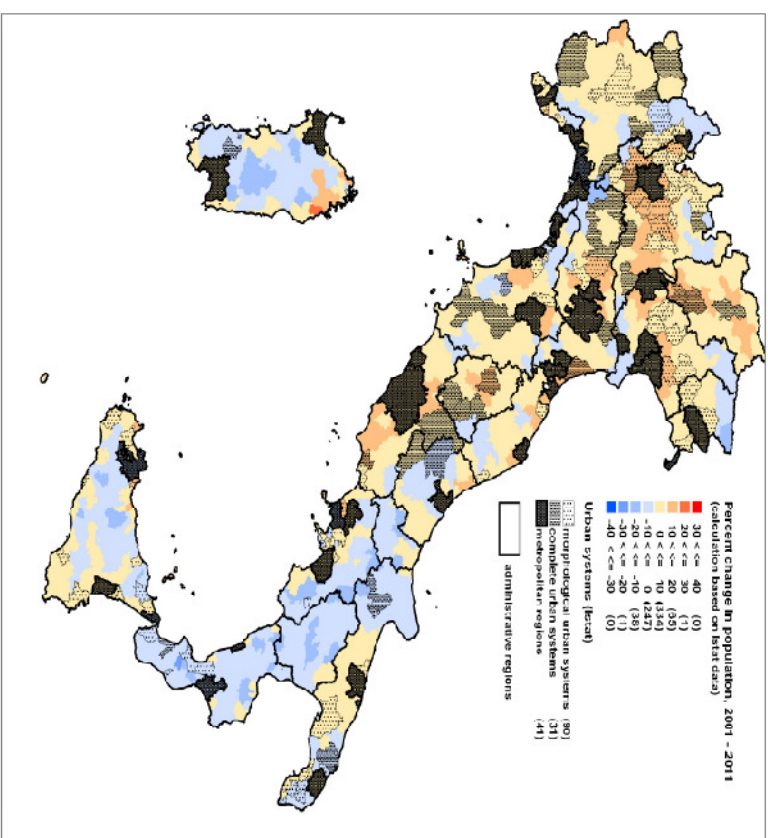 Percent change in population, 2001 - 2011
(calculation based on Istat data)
30 < <= 40 (0)
20 < <= 30 (1)
10 < <= 20 (65)
0 < <= 10 (334)
-10 < <= 0 (247)
-20 < <= -10 (38)
-30 < <= -20 (1)
-40 < <= -30 (0)
Urban systems (Istat)
morphological urban systems (90)
complete urban systems (31)
metropolitan regions (41)
administrative regions